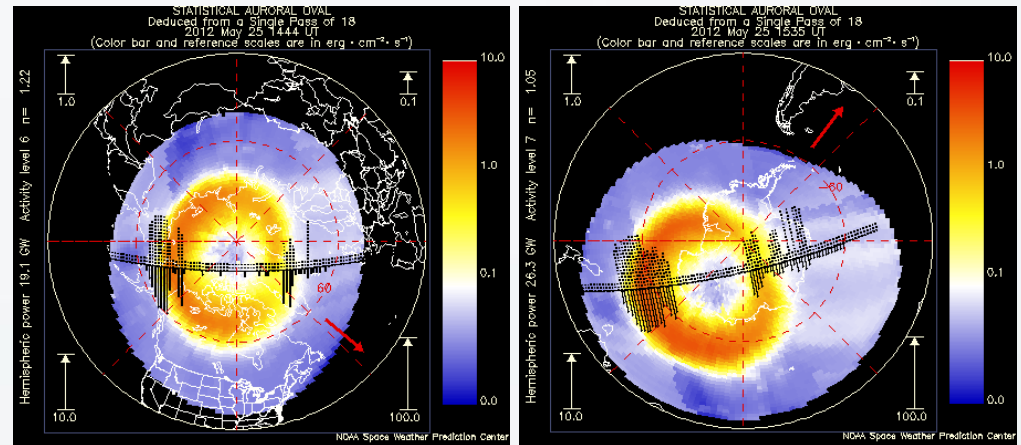 STATISTICAL AURORAL OVAL
Deduced from a Single Pass of 18
2012 May 25 1444 UT
(Color bar and reference scales are in erg · cm⁻² · s⁻¹)
Hemispheric power 19.1 GW Activity level 6 n= 1.22
1.0
0.1
10.0
1.0
0.1
0.0
60
10.0
100.0
NOAA Space Weather Prediction Center
STATISTICAL AURORAL OVAL
Deduced from a Single Pass of 18
2012 May 25 1535 UT
(Color bar and reference scales are in erg · cm⁻² · s⁻¹)
Hemispheric power 26.3 GW Activity level 7 n= 1.05
1.0
0.1
10.0
1.0
0.1
0.0
-60
10.0
100.0
NOAA Space Weather Prediction Center